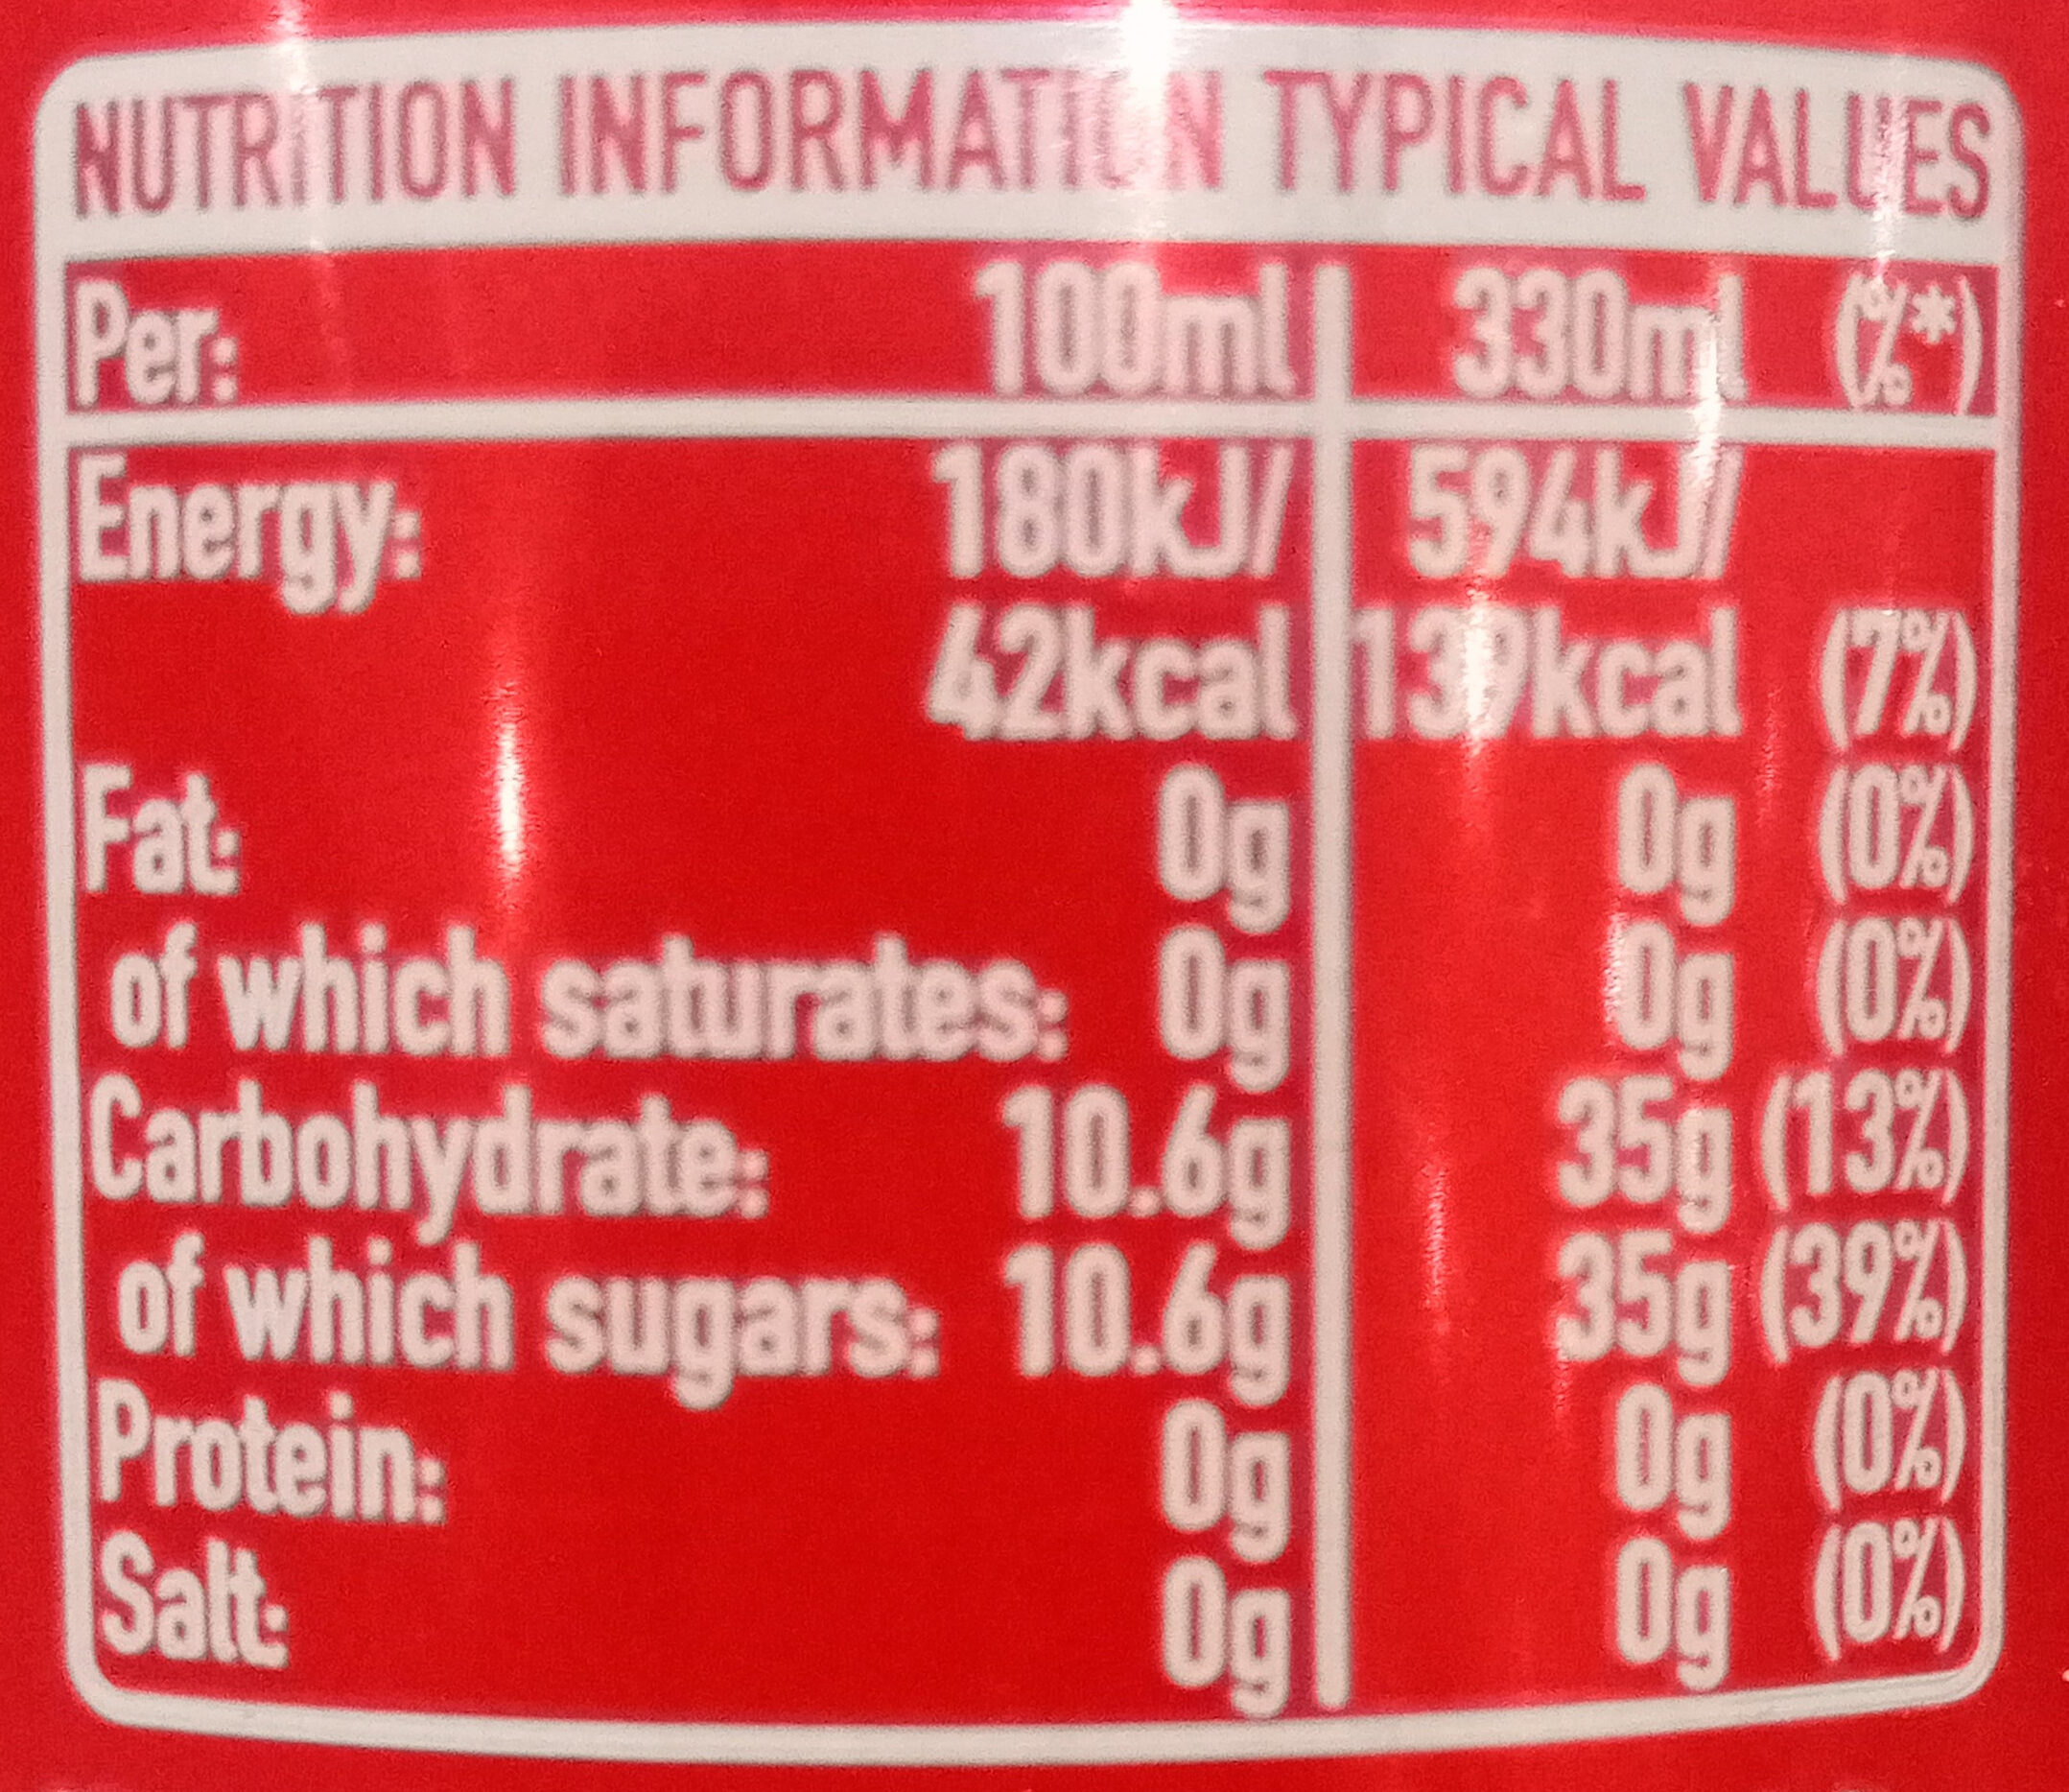 NUTRITION INFORMATION TYPICAL VALUES
Per: 100ml 330ml (%*)
Energy: 180kJ/ 594kJ/
42kcal 139kcal (7%)
Fat: 0g 0g (0%)
of which saturates: 0g 0g (0%)
Carbohydrate: 10.6g 35g (13%)
of which sugars: 10.6g 35g (39%)
Protein: 0g 0g (0%)
Salt: 0g 0g (0%)